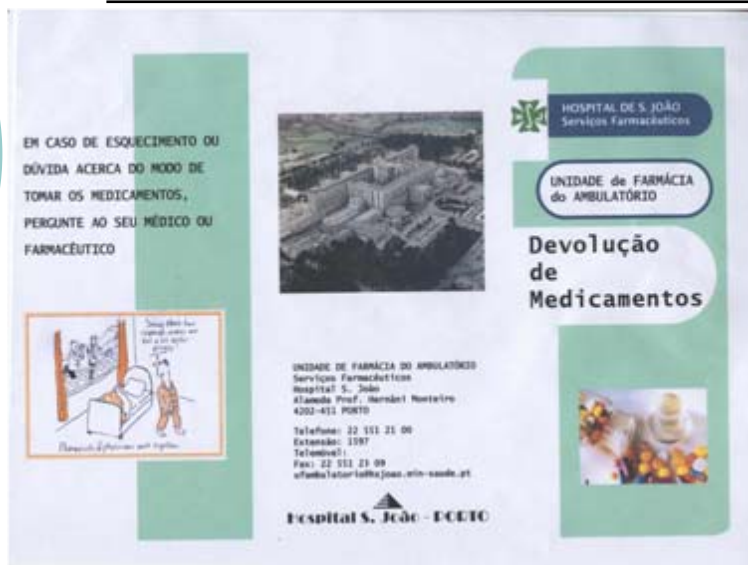 EM CASO DE ESQUECIMENTO OU
DÚVIDA ACERCA DO MODO DE
TOMAR OS MEDICAMENTOS,
PERGUNTE AO SEU MÉDICO OU
FARMACÊUTICO
UNIDADE DE FARMÁCIA DO AMBULATÓRIO
Serviços Farmacêuticos
Hospital S. João
Alameda Prof. Hernâni Monteiro
4202-451 PORTO
Telefone: 22 551 21 00
Extensão: 1597
Telemóvel:
Fax: 22 551 23 09
Hospital S. João - PORTO
HOSPITAL DE S. JOÃO
Serviços Farmacêuticos
UNIDADE de FARMÁCIA
do AMBULATÓRIO
Devolução
de
Medicamentos